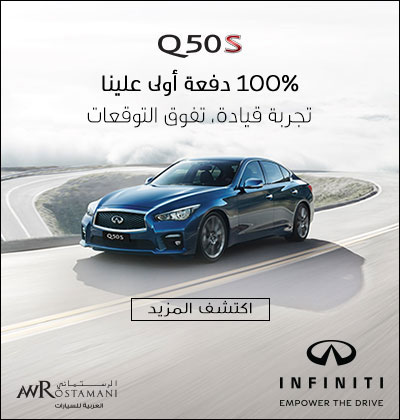 Q50S
100% دفعة أولى علينا
تجربة قيادة، تفوق التوقعات
Q50S
اكتشف المزيد
INFINITI
EMPOWER THE DRIVE
الرستماني
AWROSTAMANI
العربية للسيارات